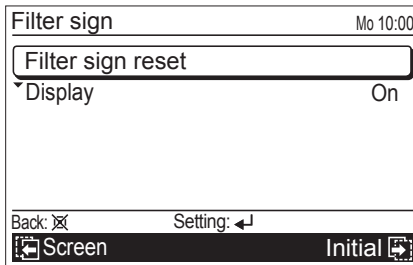 Filter sign Mo 10:00
Filter sign reset
Display On
Back: Setting:
Screen Initial